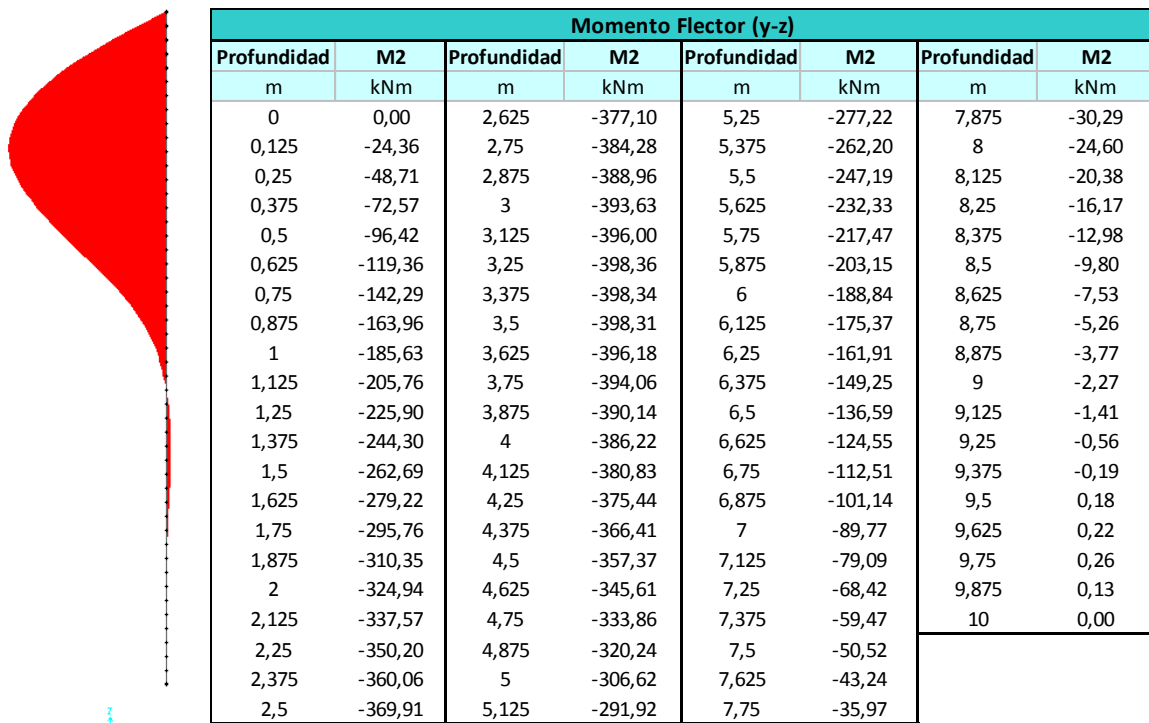 Momento Flector (y-z)
Profundidad M2 Profundidad M2 Profundidad M2 Profundidad M2
m kNm m kNm m kNm m kNm
0 0,00 2,625 -377,10 5,25 -277,22 7,875 -30,29
0,125 -24,36 2,75 -384,28 5,375 -262,20 8 -24,60
0,25 -48,71 2,875 -388,96 5,5 -247,19 8,125 -20,38
0,375 -72,57 3 -393,63 5,625 -232,33 8,25 -16,17
0,5 -96,42 3,125 -396,00 5,75 -217,47 8,375 -12,98
0,625 -119,36 3,25 -398,36 5,875 -203,15 8,5 -9,80
0,75 -142,29 3,375 -398,34 6 -188,84 8,625 -7,53
0,875 -163,96 3,5 -398,31 6,125 -175,37 8,75 -5,26
1 -185,63 3,625 -396,18 6,25 -161,91 8,875 -3,77
1,125 -205,76 3,75 -394,06 6,375 -149,25 9 -2,27
1,25 -225,90 3,875 -390,14 6,5 -136,59 9,125 -1,41
1,375 -244,30 4 -386,22 6,625 -124,55 9,25 -0,56
1,5 -262,69 4,125 -380,83 6,75 -112,51 9,375 -0,19
1,625 -279,22 4,25 -375,44 6,875 -101,14 9,5 0,18
1,75 -295,76 4,375 -366,41 7 -89,77 9,625 0,22
1,875 -310,35 4,5 -357,37 7,125 -79,09 9,75 0,26
2 -324,94 4,625 -345,61 7,25 -68,42 9,875 0,13
2,125 -337,57 4,75 -333,86 7,375 -59,47 10 0,00
2,25 -350,20 4,875 -320,24 7,5 -50,52
2,375 -360,06 5 -306,62 7,625 -43,24
2,5 -369,91 5,125 -291,92 7,75 -35,97
z